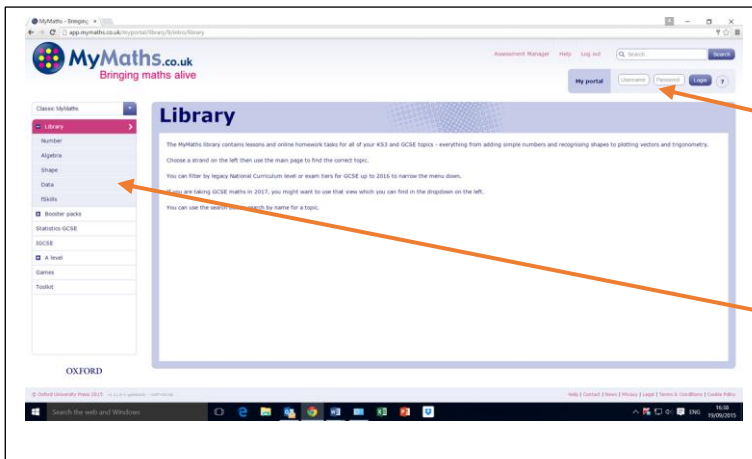 MyMaths - Bringing
app.mymaths.co.uk/myportal/library/8/intro/library
MyMaths.co.uk
Bringing maths alive
Assessment Manager Help Log out Search Search
My portal Username Password Login ?
Classic MyMaths
Library
Number
Algebra
Shape
Data
fSkills
Booster packs
Statistics GCSE
IGCSE
A level
Games
Toolkit
OXFORD
Library
The MyMaths library contains lessons and online homework tasks for all of your KS3 and GCSE topics - everything from adding simple numbers and recognising shapes to plotting vectors and trigonometry.
Choose a strand on the left then use the main page to find the correct topic.
You can filter by legacy National Curriculum level or exam tiers for GCSE up to 2016 to narrow the menu down.
If you are taking GCSE maths in 2017, you might want to use that view which you can find in the dropdown on the left.
You can use the search search by name for a topic.
© Oxford University Press 2015
Help | Contact | News | Privacy | Legal | Terms & Conditions | Cookie Policy
Search the web and Windows
ENG
16:38
19/09/2015